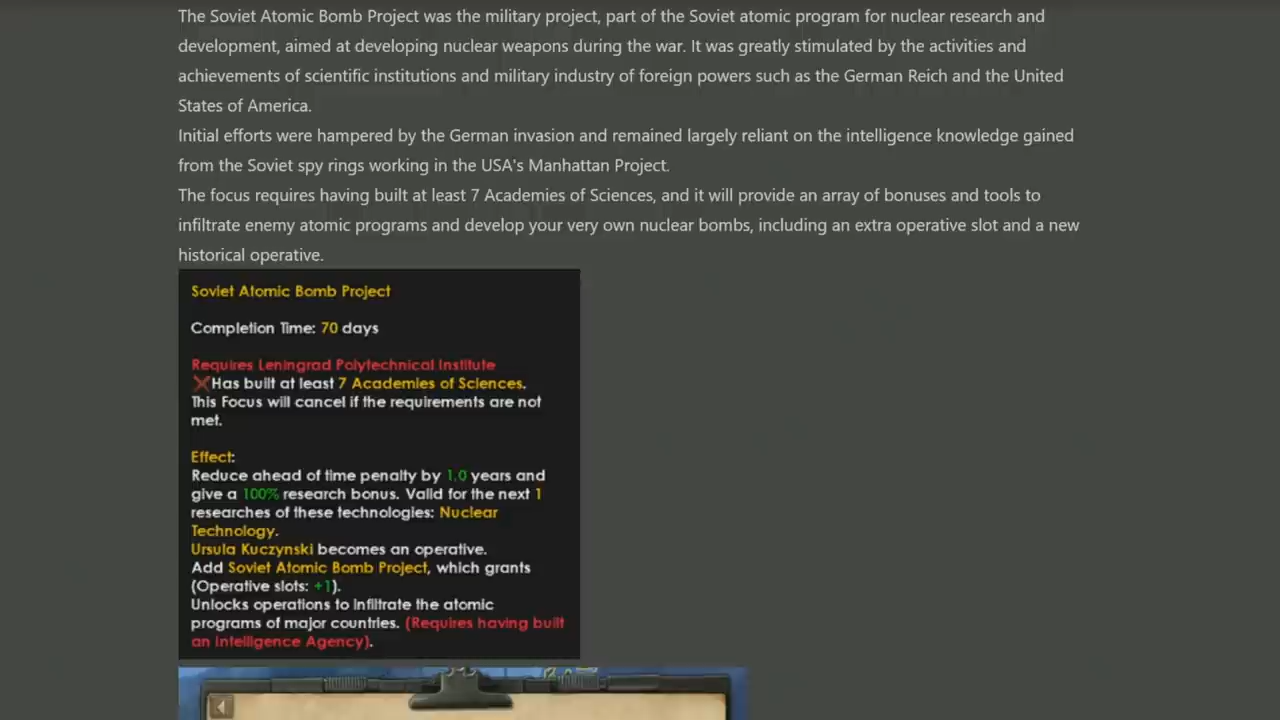 The Soviet Atomic Bomb Project was the military project, part of the Soviet atomic program for nuclear research and
development, aimed at developing nuclear weapons during the war. It was greatly stimulated by the activities and
achievements of scientific institutions and military industry of foreign powers such as the German Reich and the United
States of America.
Initial efforts were hampered by the German invasion and remained largely reliant on the intelligence knowledge gained
from the Soviet spy rings working in the USA's Manhattan Project.
The focus requires having built at least 7 Academies of Sciences, and it will provide an array of bonuses and tools to
infiltrate enemy atomic programs and develop your very own nuclear bombs, including an extra operative slot and a new
historical operative.
Soviet Atomic Bomb Project
Completion Time: 70 days
Requires Leningrad Polytechnical Institute
Has built at least 7 Academies of Sciences.
This Focus will cancel if the requirements are not
met.
Effect:
Reduce ahead of time penalty by 1.0 years and
give a 100% research bonus. Valid for the next 1
researches of these technologies: Nuclear
Technology.
Ursula Kuczynski becomes an operative.
Add Soviet Atomic Bomb Project, which grants
(Operative slots: +1).
Unlocks operations to infiltrate the atomic
programs of major countries. (Requires having built
an Intelligence Agency).